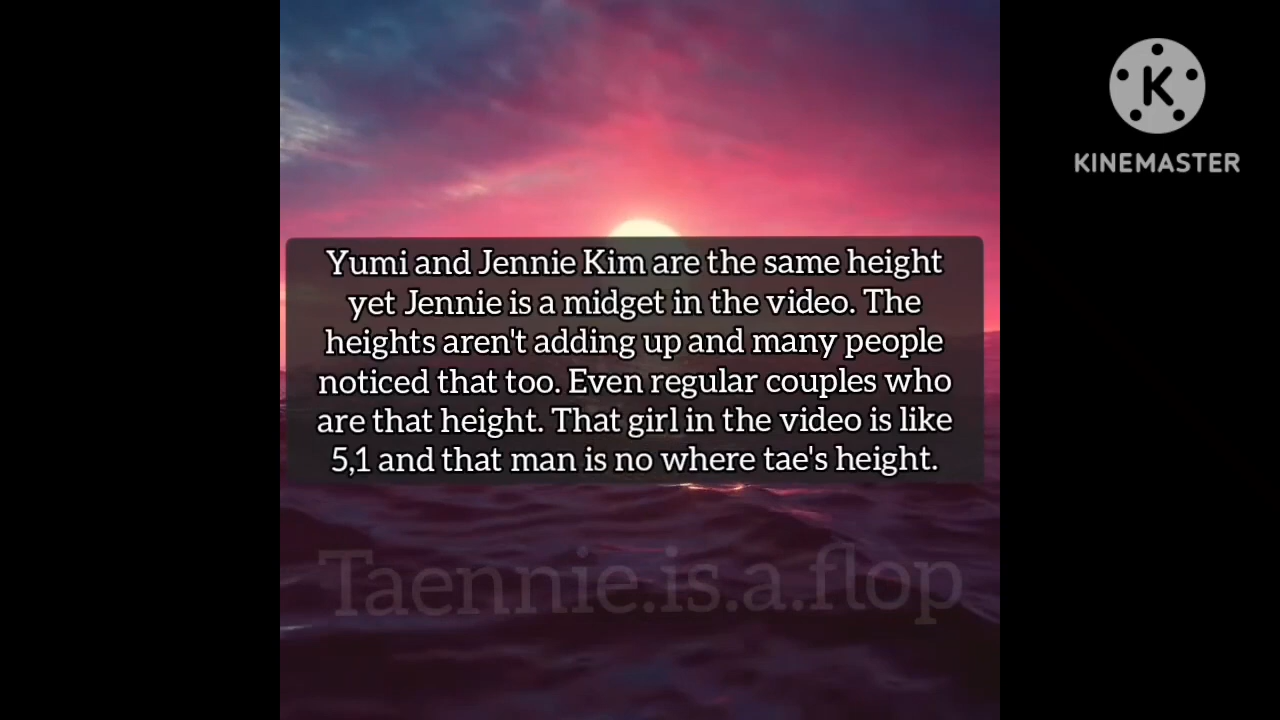 Yumi and Jennie Kim are the same height
yet Jennie is a midget in the video. The
heights aren't adding up and many people
noticed that too. Even regular couples who
are that height. That girl in the video is like
5,1 and that man is no where tae's height.
Taennie.is.a.flop
K
KINEMASTER